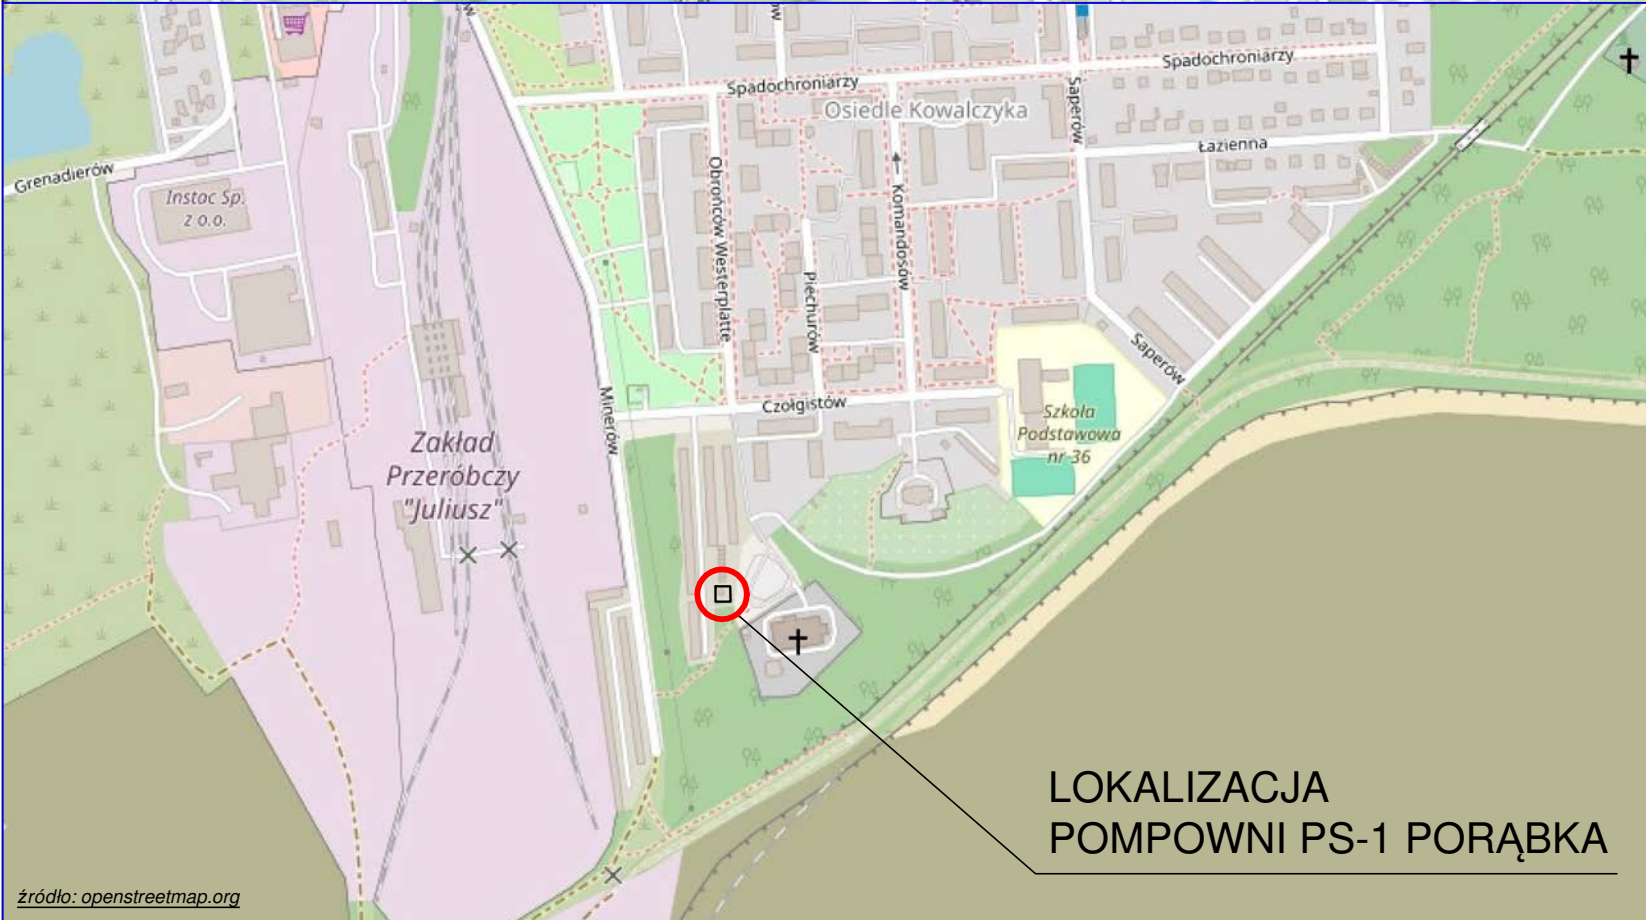 Spadochroniarzy
Spadochroniarzy
Osiedle Kowalczyka
Saperów
Łazienna
Grenadierów
Instac Sp.
z o.o.
Obrońców Westerplatte
Komandosów
Piechurów
Saperów
Minerów
Czołgistów
Szkoła
Podstawowa
nr 36
Zakład
Przeróbczy
"Juliusz"
LOKALIZACJA
POMPOWNI PS-1 PORĄBKA
źródło: openstreetmap.org